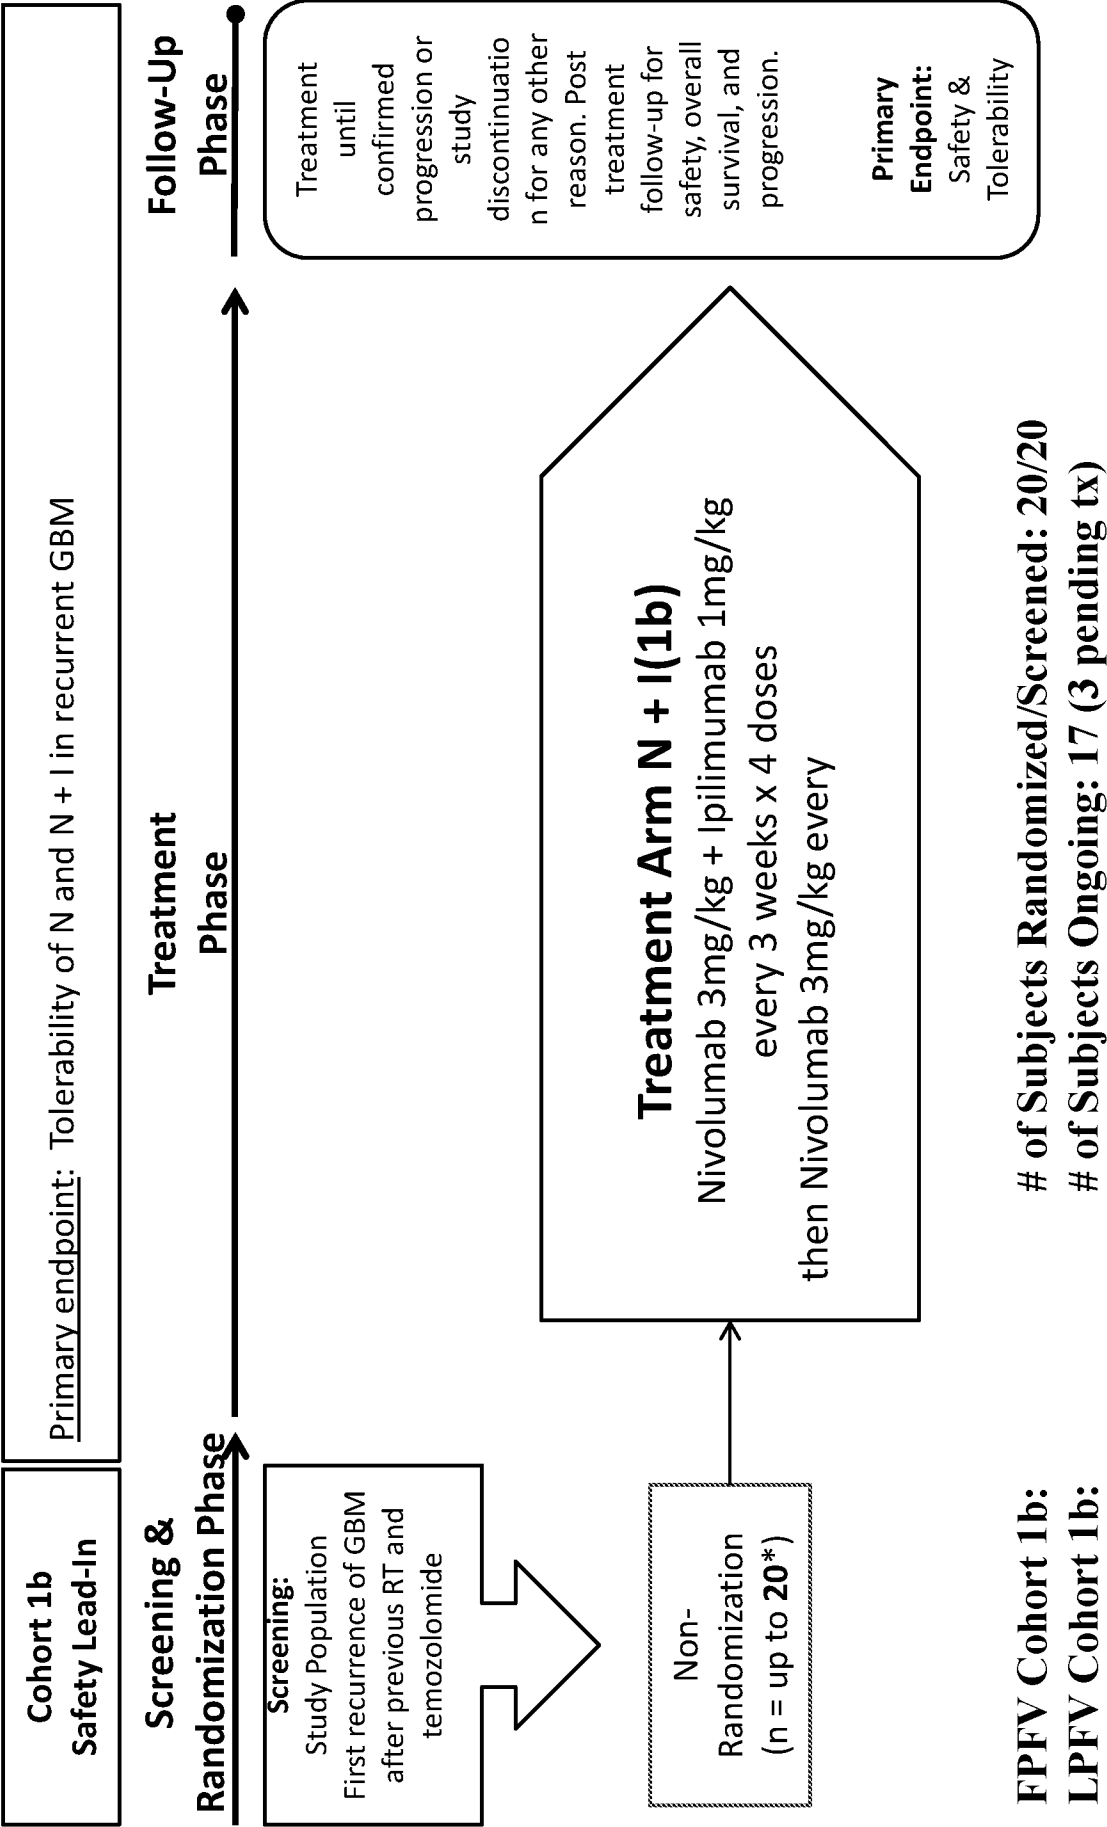 Cohort 1b
Safety Lead-In
Primary endpoint: Tolerability of N and N + I in recurrent GBM
Screening &
Randomization Phase
Treatment
Phase
Follow-Up
Phase
Screening:
Study Population
First recurrence of GBM
after previous RT and
temozolomide
Non-
Randomization
(n = up to 20*)
Treatment Arm N + I(1b)
Nivolumab 3mg/kg + Ipilimumab 1mg/kg
every 3 weeks x 4 doses
then Nivolumab 3mg/kg every
Treatment
until
confirmed
progression or
study
discontinuatio
n for any other
reason. Post
treatment
follow-up for
safety, overall
survival, and
progression.
Primary
Endpoint:
Safety &
Tolerability
FPFV Cohort 1b:
LPFV Cohort 1b:
# of Subjects Randomized/Screened: 20/20
# of Subjects Ongoing: 17 (3 pending tx)